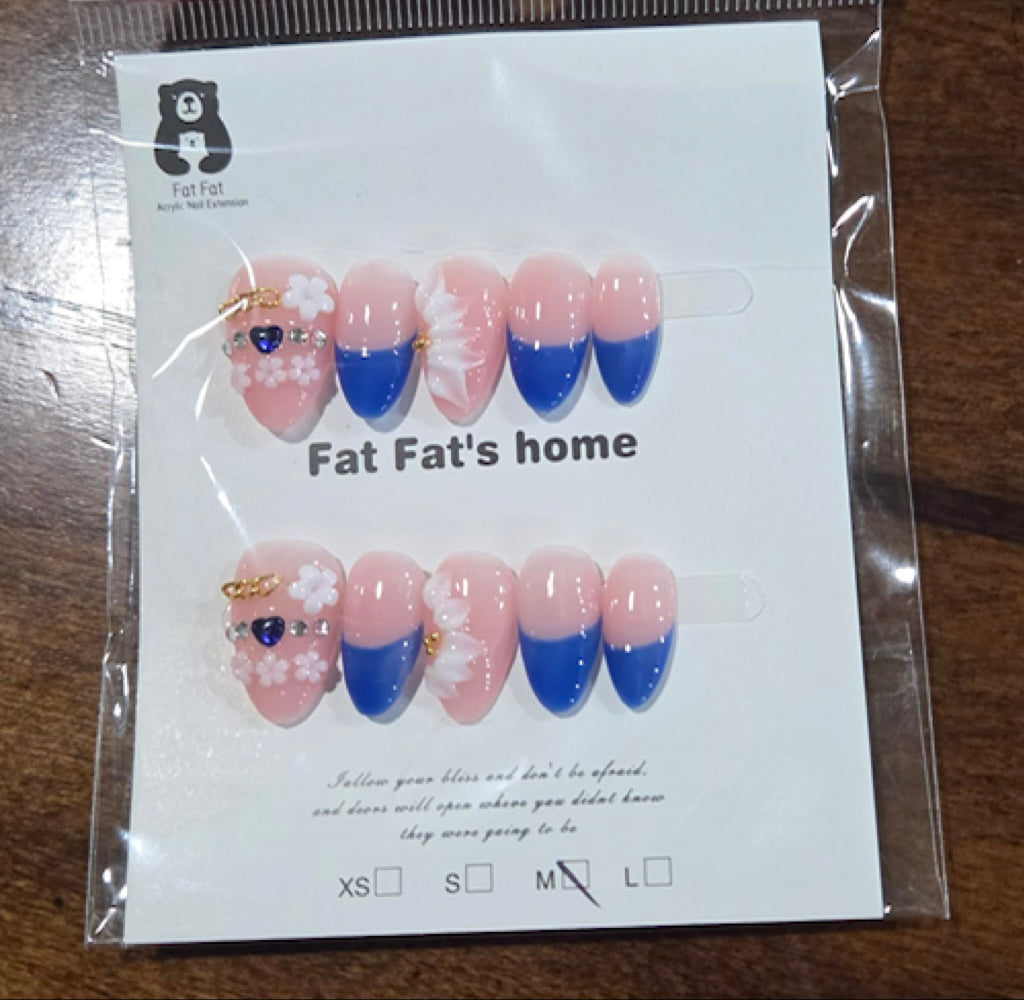 Fat Fat
Acrylic Nail Extension
Fat Fat's home
Follow your bliss and don't be afraid,
and doors will open where you didnt know
they were going to be
XS S M L